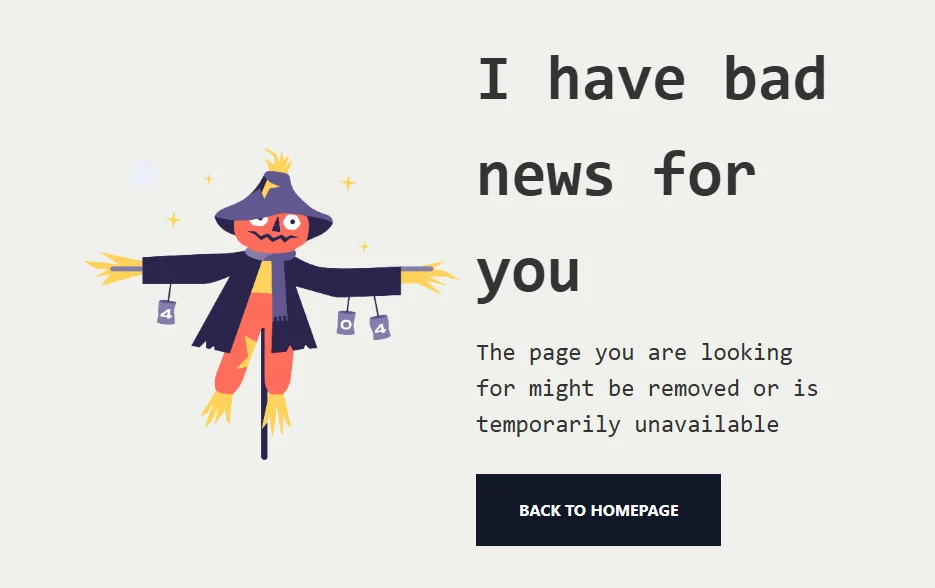 I have bad
news for
you
4
0
4
The page you are looking
for might be removed or is
temporarily unavailable
BACK TO HOMEPAGE